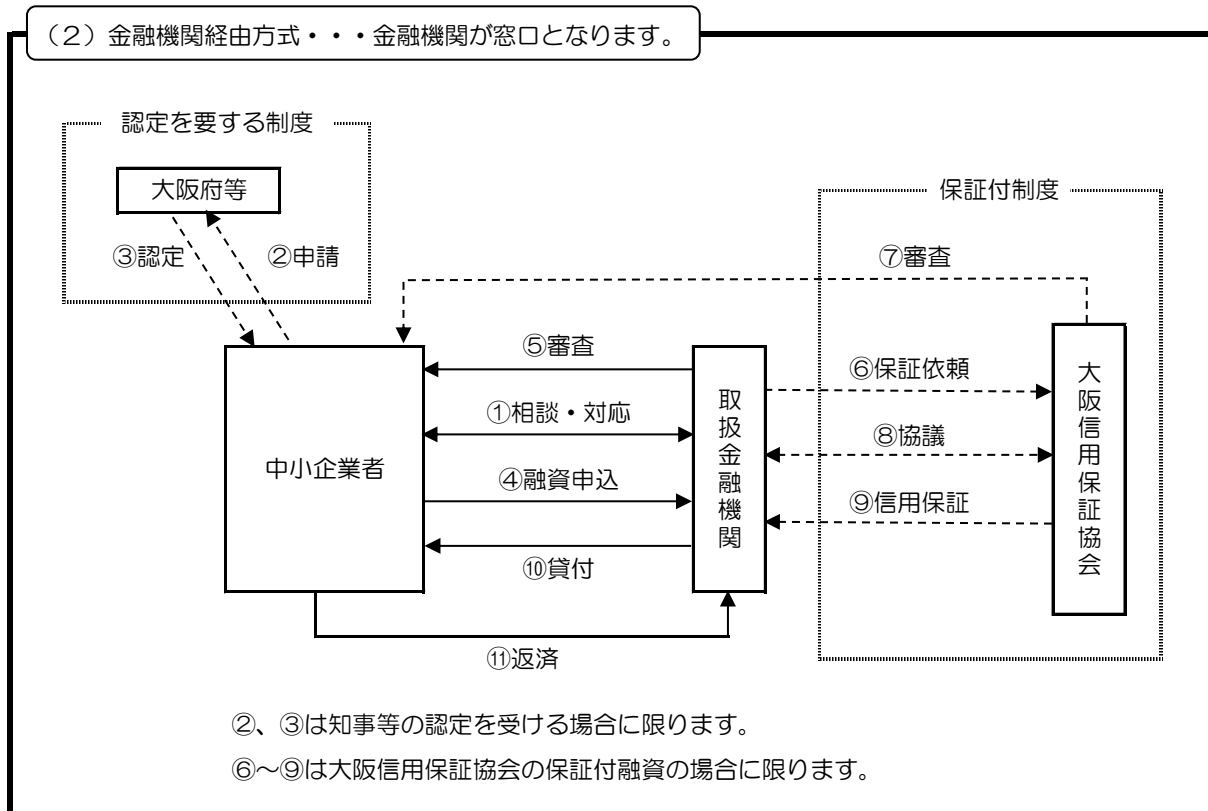 （2）金融機関経由方式・・・金融機関が窓口となります。
認定を要する制度
大阪府等
保証付制度
③認定
②申請
⑦審査
⑤審査
⑥保証依頼
①相談・対応
⑧協議
中小企業者
取扱金融機関
大阪信用保証協会
④融資申込
⑨信用保証
⑩貸付
⑪返済
②、③は知事等の認定を受ける場合に限ります。
⑥～⑨は大阪信用保証協会の保証付融資の場合に限ります。